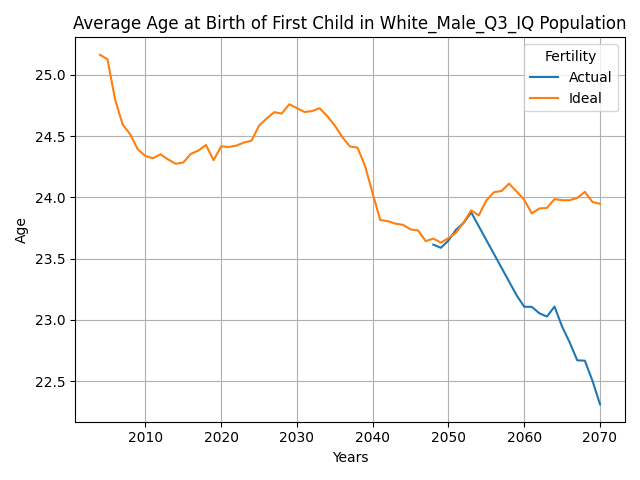 Average Age at Birth of First Child in White_Male_Q3_IQ Population
Fertility
Actual
Ideal
Age
25.0
24.5
24.0
23.5
23.0
22.5
2010 2020 2030 2040 2050 2060 2070
Years